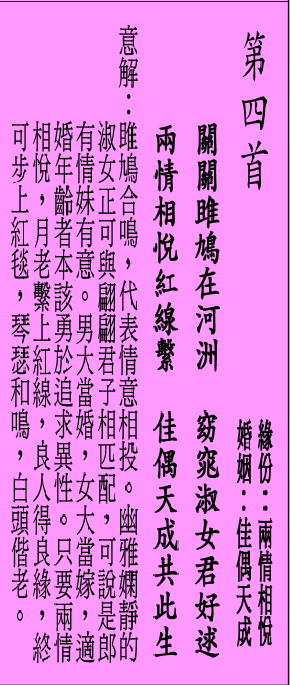 第四首
緣份：兩情相悅
婚姻：佳偶天成
關關雎鳩在河洲　窈窕淑女君好逑
兩情相悅紅線繫　佳偶天成共此生
意解：雎鳩合鳴，代表情意相投。幽雅嫻靜的
淑女正可與翩翩君子相匹配，可說是郎
有情妹有意。男大當婚，女大當嫁，適
婚年齡者本該勇於追求異性。只要兩情
相悅，月老繫上紅線，良人得良緣，終
可步上紅毯，琴瑟和鳴，白頭偕老。